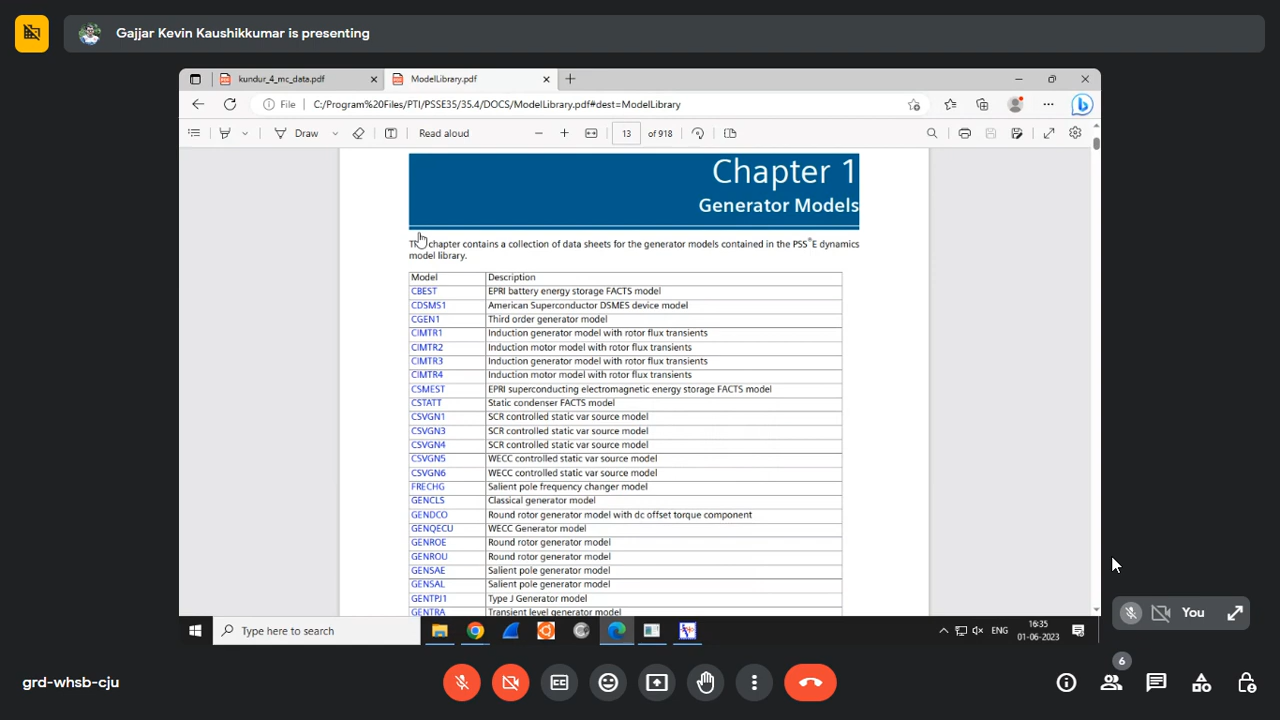 Gajjar Kevin Kaushikkumar is presenting
kundur_4_mc_data.pdf
ModelLibrary.pdf
File
C:/Program%20Files/PTI/PSSE35/35.4/DOCS/ModelLibrary.pdf#dest=ModelLibrary
Draw
Read aloud
13 of 918
Chapter 1
Generator Models
chapter contains a collection of data sheets for the generator models contained in the PSS®E dynamics
model library.
Model Description
CBEST EPRI battery energy storage FACTS model
CDSMS1 American Superconductor DSMES device model
CGEN1 Third order generator model
CIMTR1 Induction generator model with rotor flux transients
CIMTR2 Induction motor model with rotor flux transients
CIMTR3 Induction generator model with rotor flux transients
CIMTR4 Induction motor model with rotor flux transients
CSMEST EPRI superconducting electromagnetic energy storage FACTS model
CSTATT Static condenser FACTS model
CSVGN1 SCR controlled static var source model
CSVGN3 SCR controlled static var source model
CSVGN4 SCR controlled static var source model
CSVGN5 WECC controlled static var source model
CSVGN6 WECC controlled static var source model
FRECHG Salient pole frequency changer model
GENCLS Classical generator model
GENDCO Round rotor generator model with dc offset torque component
GENQECU WECC Generator model
GENROE Round rotor generator model
GENROU Round rotor generator model
GENSAE Salient pole generator model
GENSAL Salient pole generator model
GENTPJ1 Type J Generator model
GENTRA Transient level generator model
You
Type here to search
ENG
16:35
01-06-2023
6
grd-whsb-cju